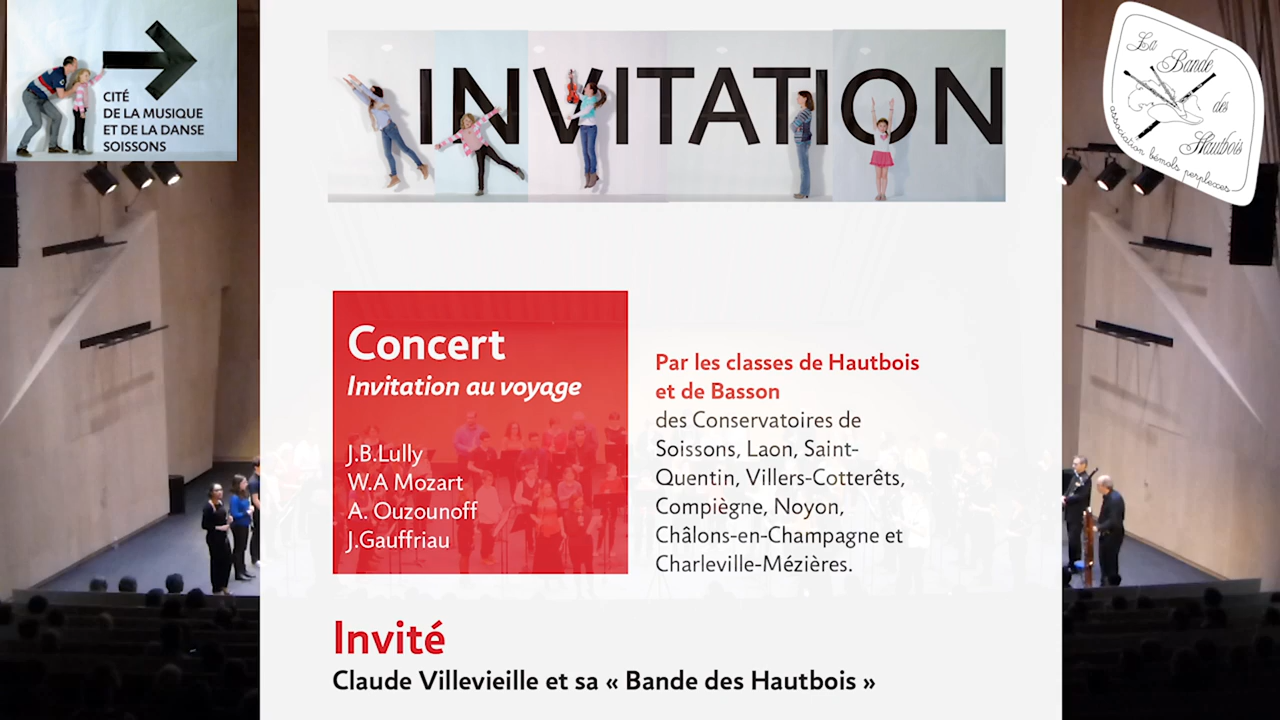 CITÉ
DE LA MUSIQUE
ET DE LA DANSE
SOISSONS
INVITATION
La
Bande
des
Hautbois
association bémols perplexes
Concert
Invitation au voyage
J.B.Lully
W.A Mozart
A. Ouzounoff
J.Gauffriau
Par les classes de Hautbois
et de Basson
des Conservatoires de
Soissons, Laon, Saint-
Quentin, Villers-Cotterêts,
Compiègne, Noyon,
Châlons-en-Champagne et
Charleville-Mézières.
Invité
Claude Villevieille et sa « Bande des Hautbois »